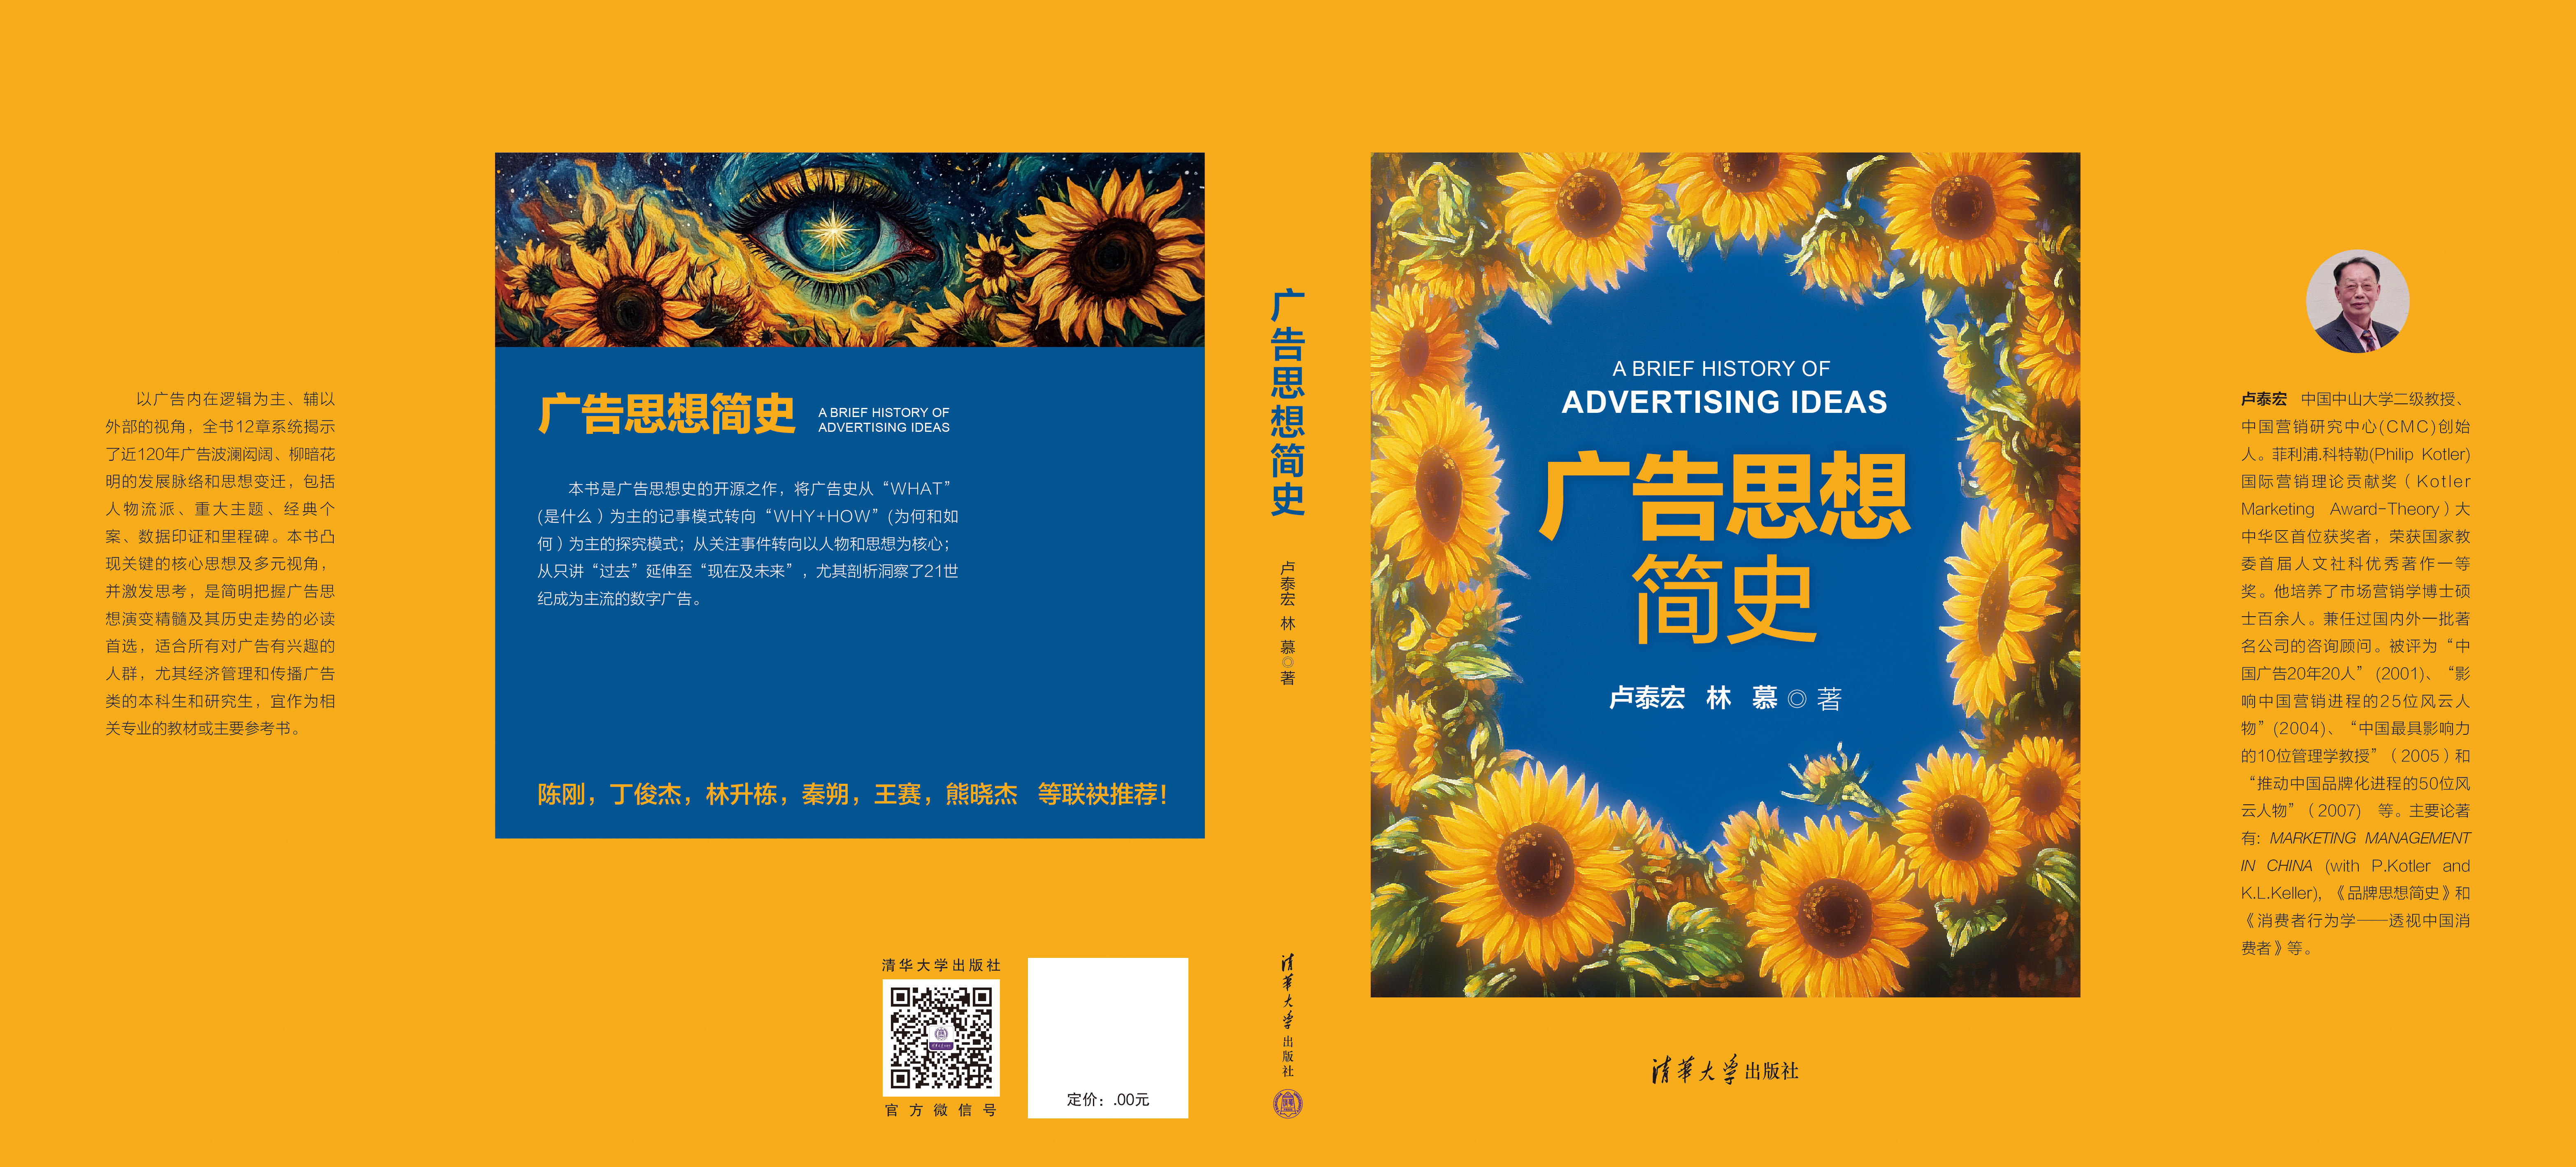 以广告内在逻辑为主、辅以
外部的视角，全书12章系统揭示
了近120年广告波澜闳阔、柳暗花
明的发展脉络和思想变迁，包括
人物流派、重大主题、经典个
案、数据印证和里程碑。本书凸
现关键的核心思想及多元视角，
并激发思考，是简明把握广告思
想演变精髓及其历史走势的必读
首选，适合所有对广告有兴趣的
人群，尤其经济管理和传播广告
类的本科生和研究生，宜作为相
关专业的教材或主要参考书。
广告思想简史
A BRIEF HISTORY OF
ADVERTISING IDEAS
本书是广告思想史的开源之作，将广告史从“WHAT”
(是什么）为主的记事模式转向“WHY+HOW”(为何和如
何）为主的探究模式；从关注事件转向以人物和思想为核心；
从只讲“过去”延伸至“现在及未来”，尤其剖析洞察了21世
纪成为主流的数字广告。
陈刚，丁俊杰，林升栋，秦朔，王赛，熊晓杰 等联袂推荐！
清华大学出版社
官方微信号
定价：.00元
广告思想简史
卢泰宏 林 慕◎著
清华大学出版社
A BRIEF HISTORY OF
ADVERTISING IDEAS
广告思想
简史
卢泰宏 林 慕◎著
清华大学出版社
卢泰宏 中国中山大学二级教授、
中国营销研究中心(CMC)创始
人。菲利浦.科特勒(Philip Kotler)
国际营销理论贡献奖（Kotler
Marketing Award-Theory）大
中华区首位获奖者，荣获国家教
委首届人文社科优秀著作一等
奖。他培养了市场营销学博士硕
士百余人。兼任过国内外一批著
名公司的咨询顾问。被评为“中
国广告20年20人”(2001)、“影
响中国营销进程的25位风云人
物”(2004)、“中国最具影响力
的10位管理学教授”（2005）和
“推动中国品牌化进程的50位风
云人物”（2007) 等。主要论著
有: MARKETING MANAGEMENT
IN CHINA (with P.Kotler and
K.L.Keller),《品牌思想简史》和
《消费者行为学——透视中国消
费者》等。